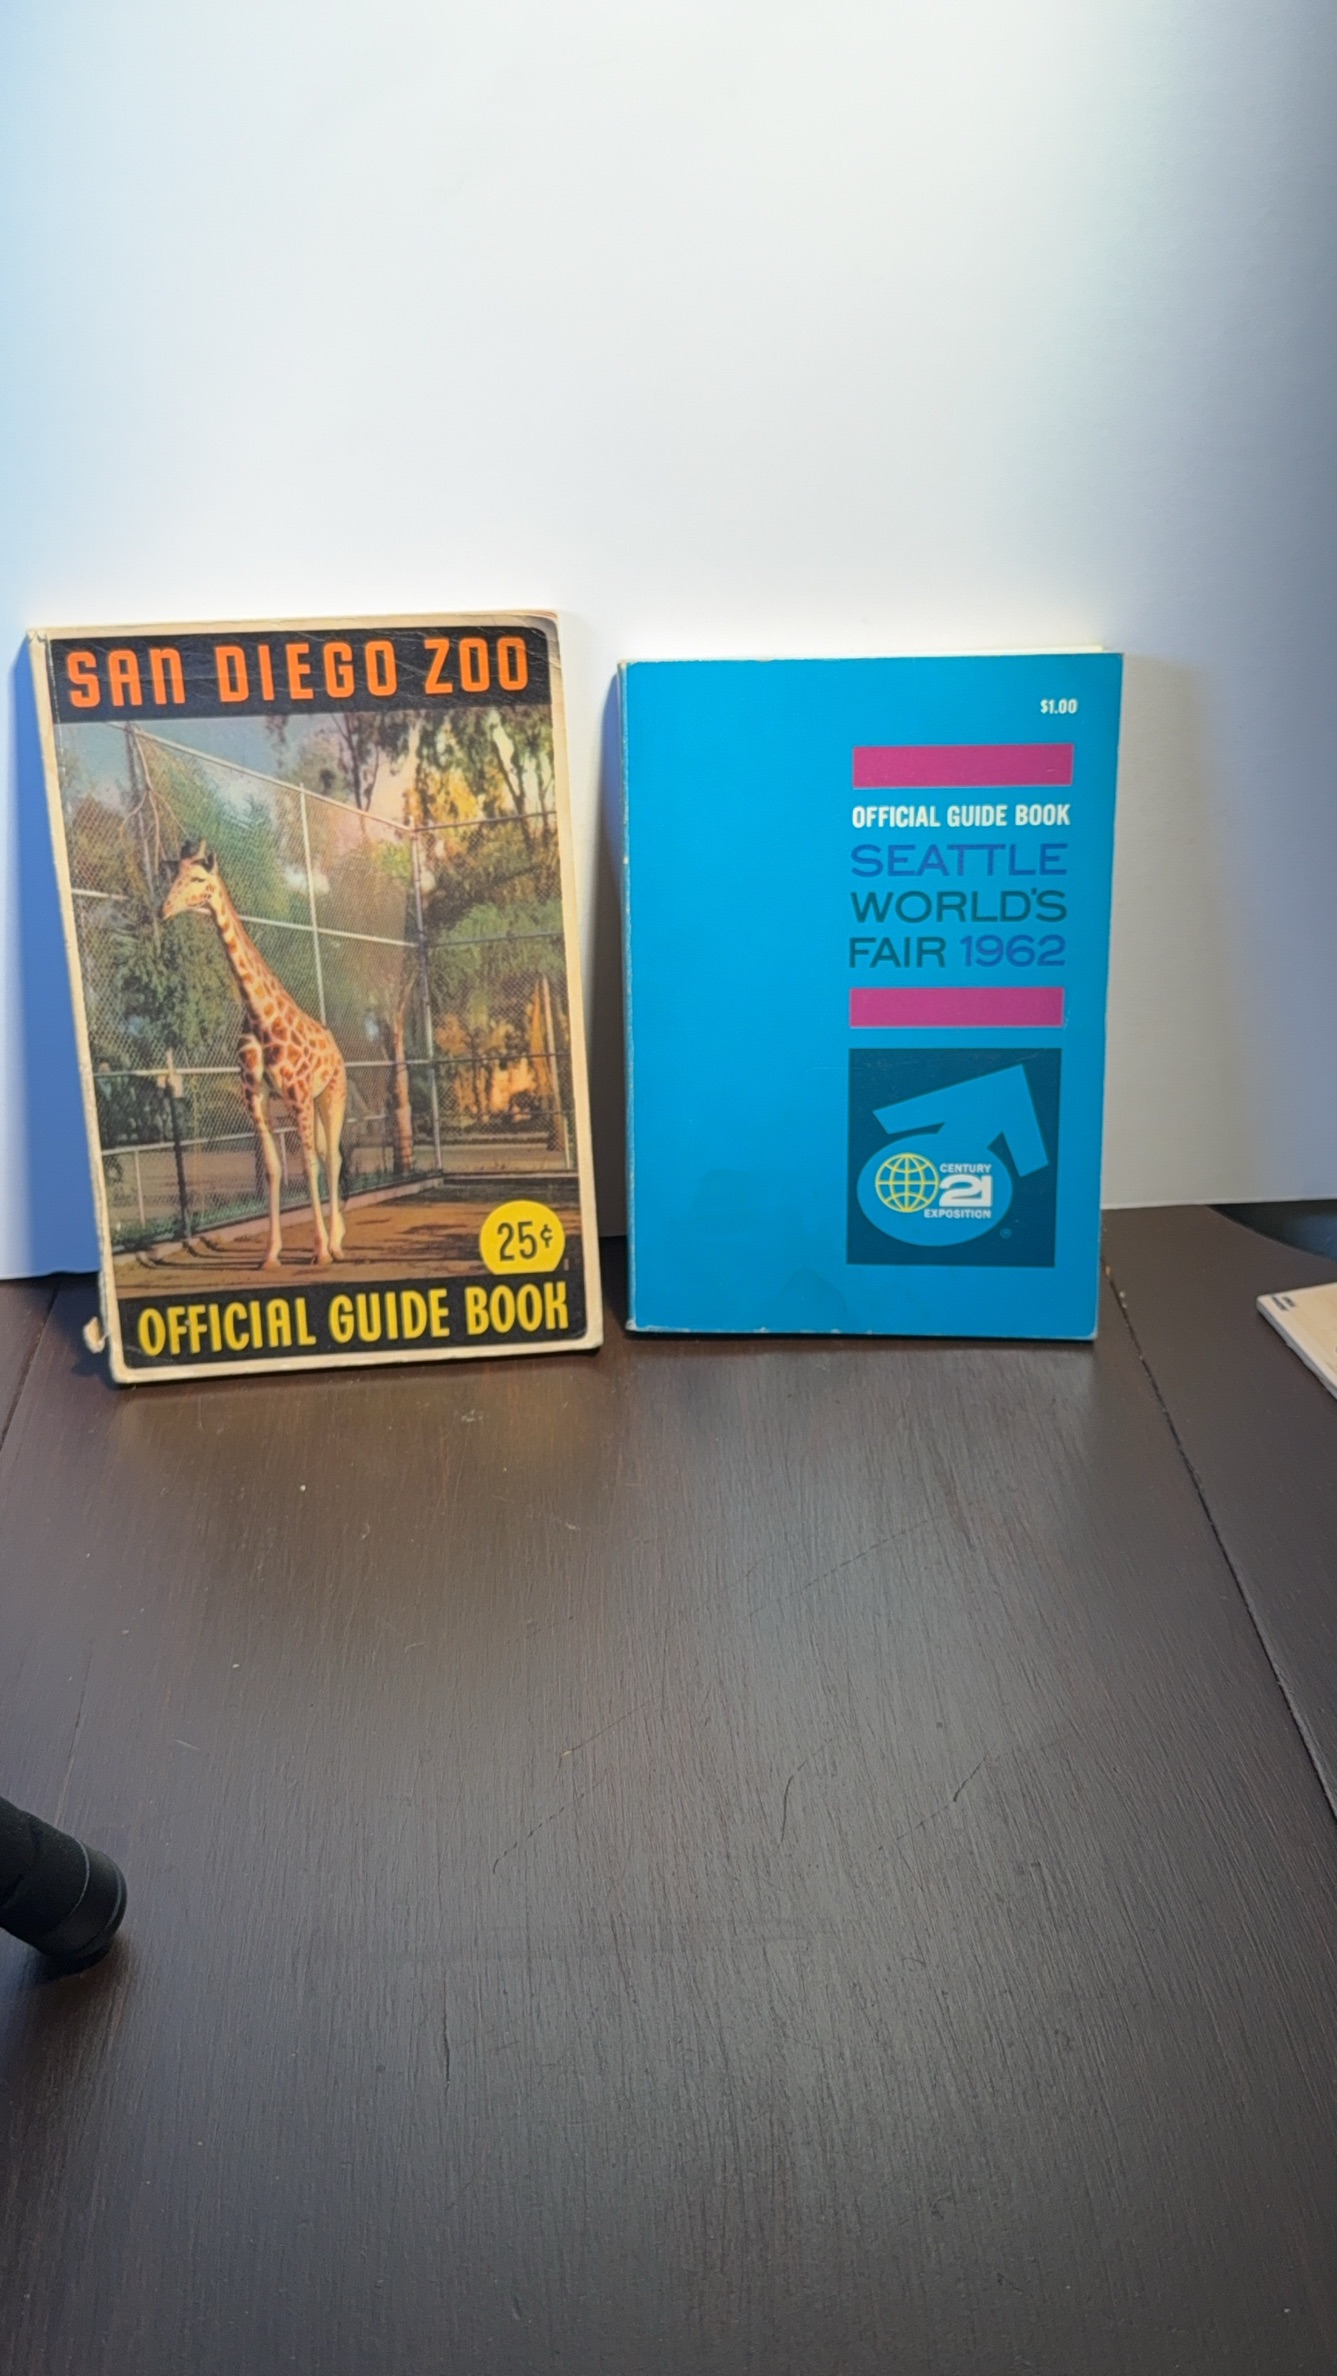 SAN DIEGO ZOO
25¢
OFFICIAL GUIDE BOOK
$1.00
OFFICIAL GUIDE BOOK
SEATTLE
WORLD'S
FAIR 1962
CENTURY
21
EXPOSITION
®